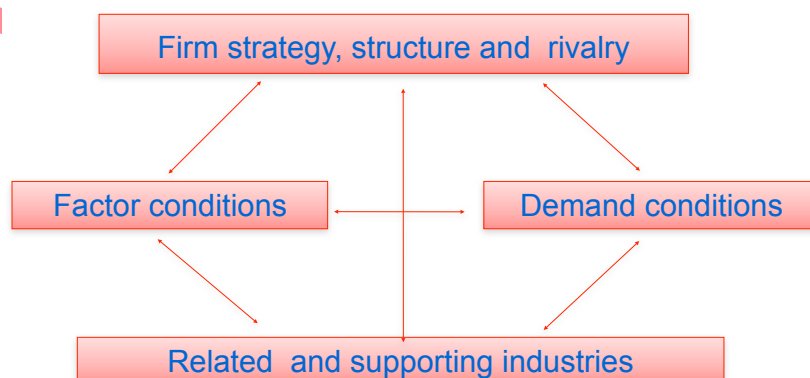 Firm strategy, structure and rivalry
Factor conditions
Demand conditions
Related and supporting industries